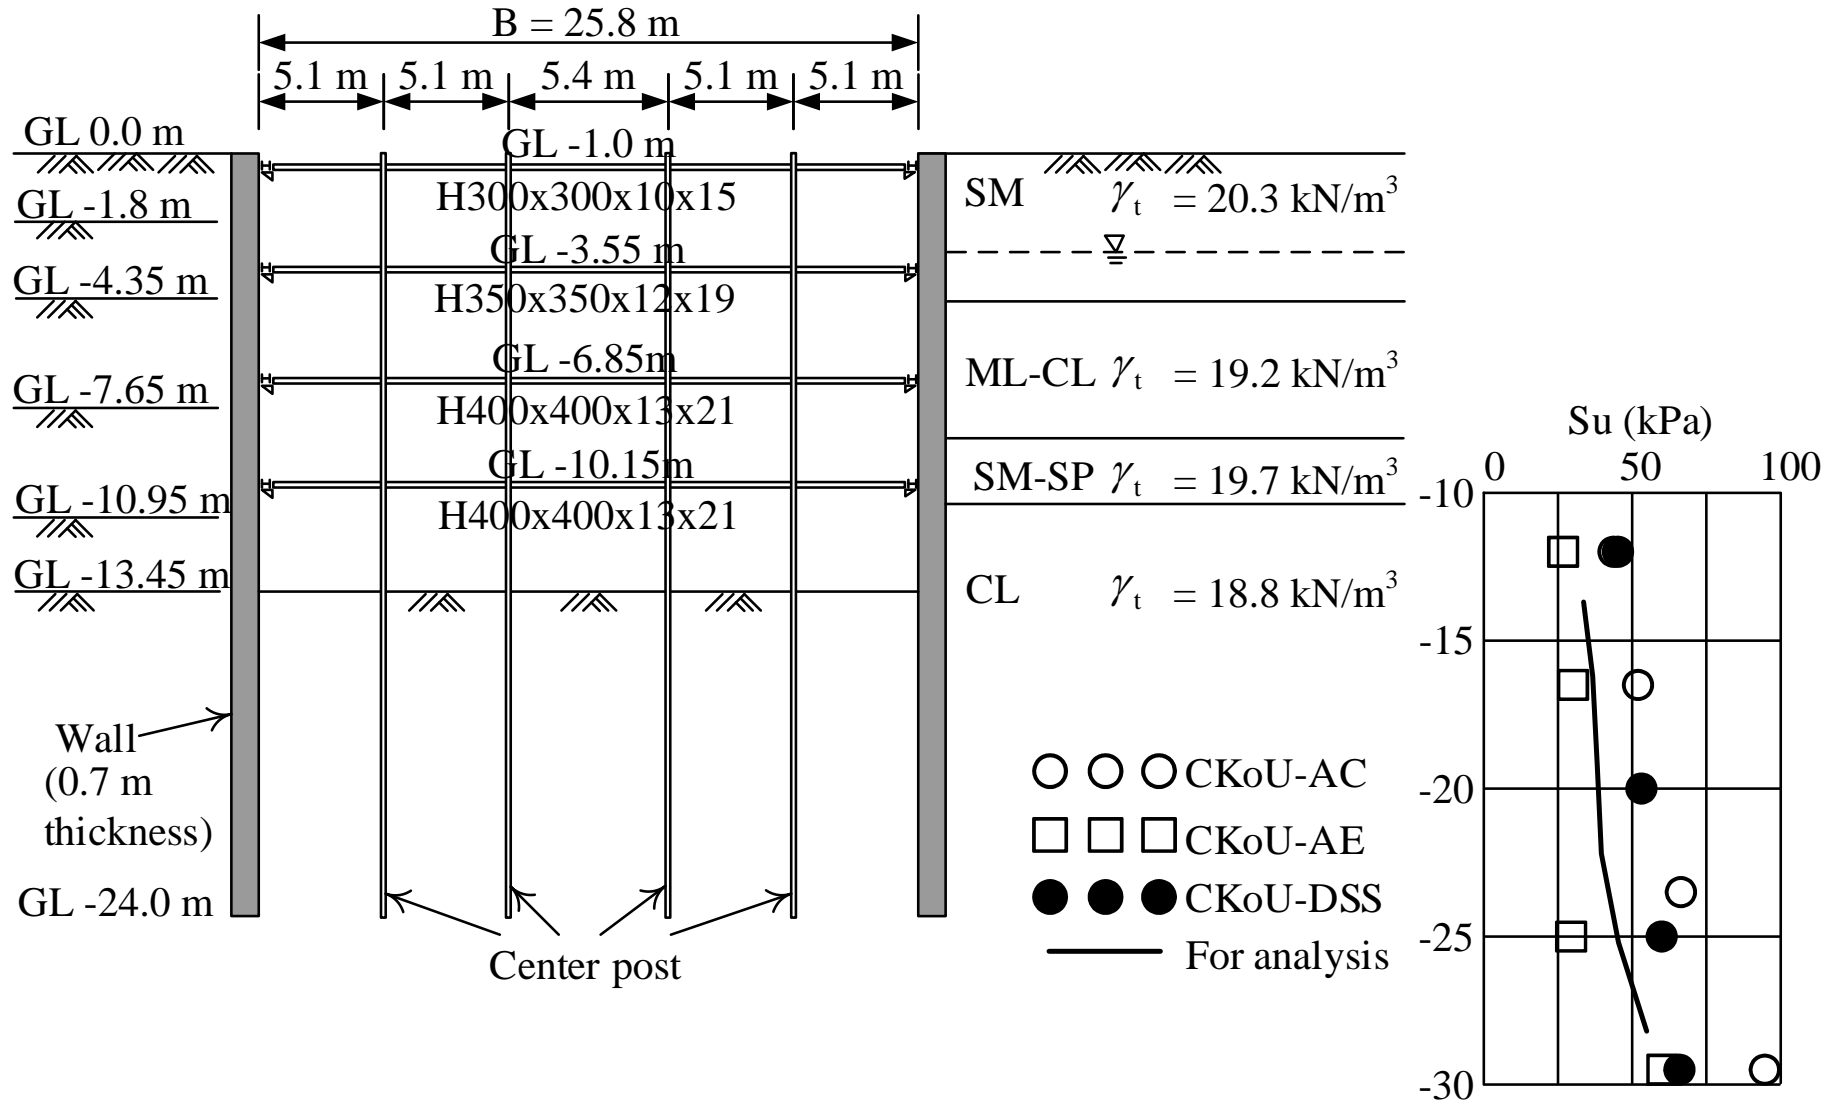 B = 25.8 m
5.1 m 5.1 m 5.4 m 5.1 m 5.1 m
GL 0.0 m
GL -1.0 m
H300x300x10x15
GL -1.8 m
GL -3.55 m
H350x350x12x19
GL -4.35 m
GL -6.85m
H400x400x13x21
GL -7.65 m
GL -10.15m
H400x400x13x21
GL -10.95 m
GL -13.45 m
Wall
(0.7 m
thickness)
GL -24.0 m
Center post
SM γt = 20.3 kN/m³
ML-CL γt = 19.2 kN/m³
SM-SP γt = 19.7 kN/m³
CL γt = 18.8 kN/m³
CKoU-AC
CKoU-AE
CKoU-DSS
For analysis
Su (kPa)
0 50 100
-10
-15
-20
-25
-30